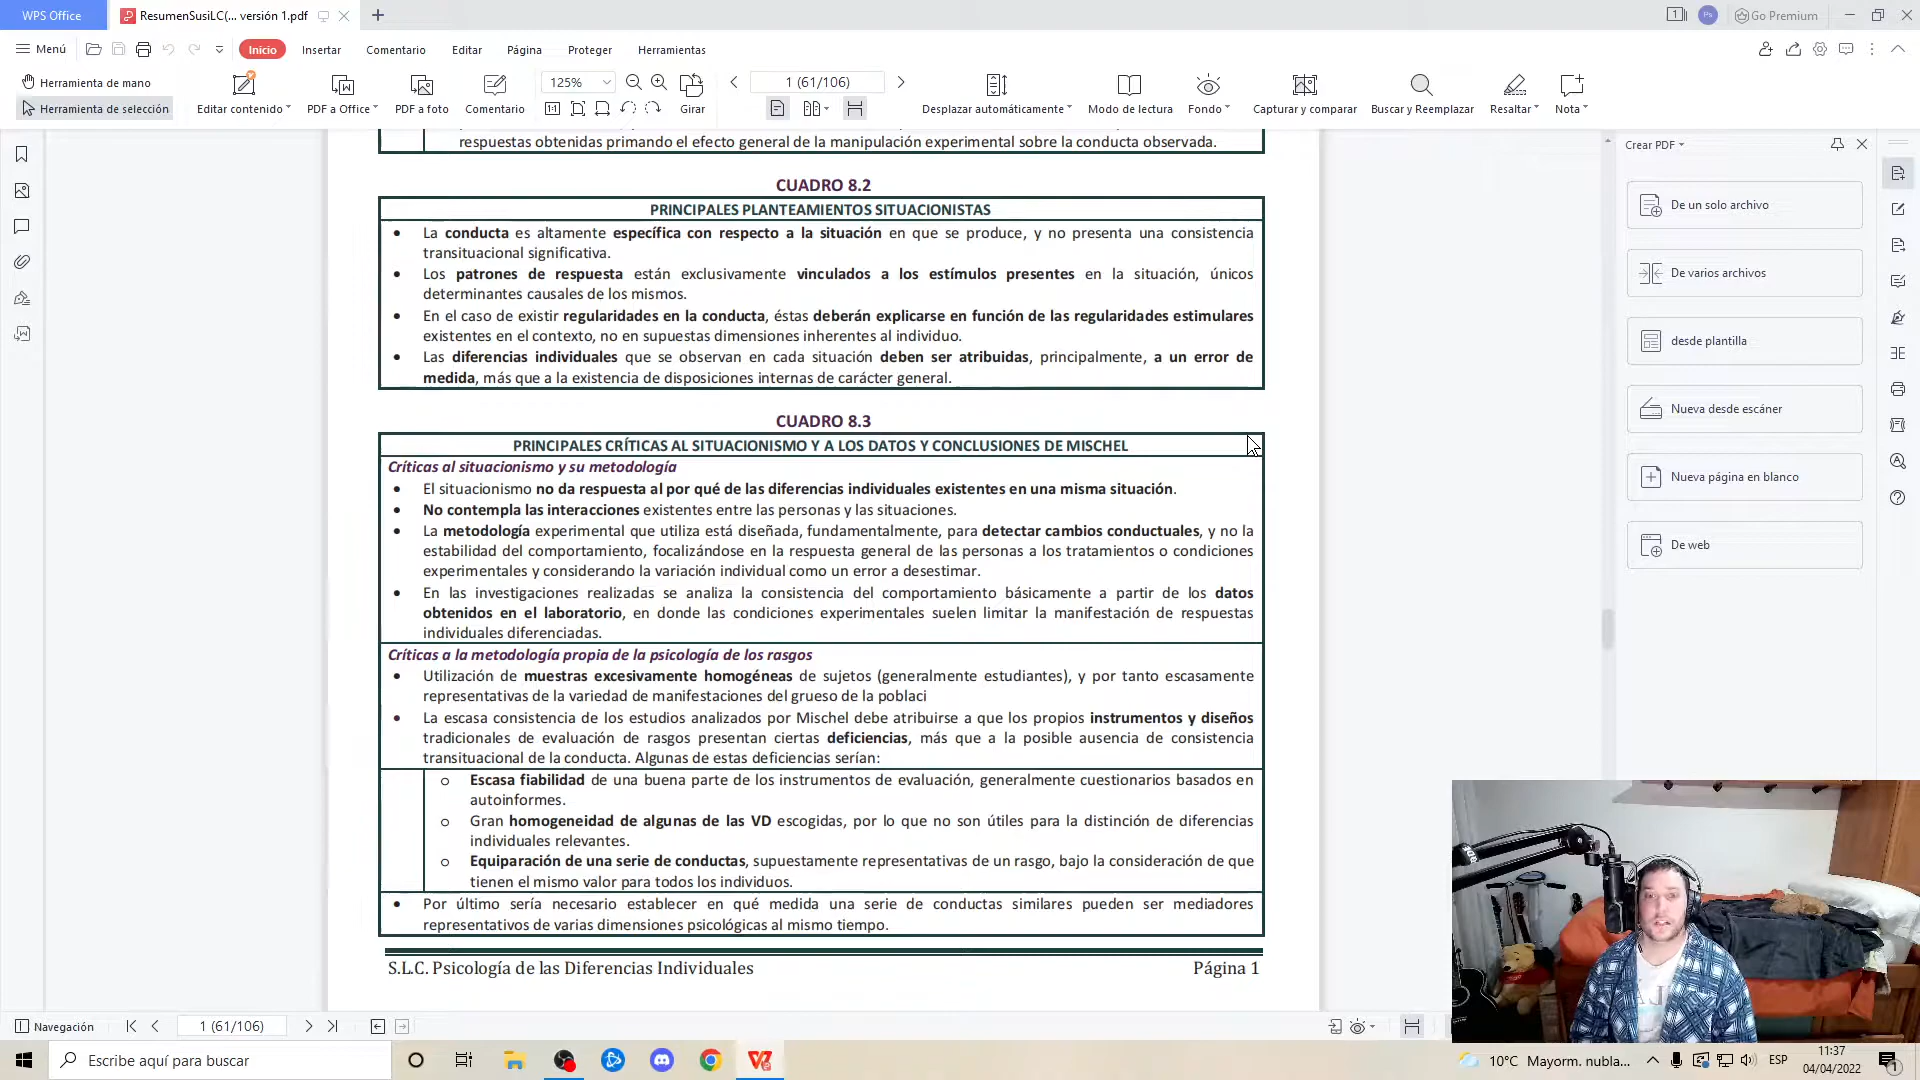 WPS Office
ResumenSusiLC(... versión 1.pdf
Go Premium
Menú
Inicio
Insertar
Comentario
Editar
Página
Proteger
Herramientas
Herramienta de mano
Herramienta de selección
Editar contenido
PDF a Office
PDF a foto
Comentario
125%
Girar
1 (61/106)
Desplazar automáticamente
Modo de lectura
Fondo
Capturar y comparar
Buscar y Reemplazar
Resaltar
Nota
respuestas obtenidas primando el efecto general de la manipulación experimental sobre la conducta observada.
CUADRO 8.2
PRINCIPALES PLANTEAMIENTOS SITUACIONISTAS
• La conducta es altamente específica con respecto a la situación en que se produce, y no presenta una consistencia
transituacional significativa.
• Los patrones de respuesta están exclusivamente vinculados a los estímulos presentes en la situación, únicos
determinantes causales de los mismos.
• En el caso de existir regularidades en la conducta, éstas deberán explicarse en función de las regularidades estimulares
existentes en el contexto, no en supuestas dimensiones inherentes al individuo.
• Las diferencias individuales que se observan en cada situación deben ser atribuidas, principalmente, a un error de
medida, más que a la existencia de disposiciones internas de carácter general.
CUADRO 8.3
PRINCIPALES CRÍTICAS AL SITUACIONISMO Y A LOS DATOS Y CONCLUSIONES DE MISCHEL
Críticas al situacionismo y su metodología
• El situacionismo no da respuesta al por qué de las diferencias individuales existentes en una misma situación.
• No contempla las interacciones existentes entre las personas y las situaciones.
• La metodología experimental que utiliza está diseñada, fundamentalmente, para detectar cambios conductuales, y no la
estabilidad del comportamiento, focalizándose en la respuesta general de las personas a los tratamientos o condiciones
experimentales y considerando la variación individual como un error a desestimar.
• En las investigaciones realizadas se analiza la consistencia del comportamiento básicamente a partir de los datos
obtenidos en el laboratorio, en donde las condiciones experimentales suelen limitar la manifestación de respuestas
individuales diferenciadas.
Críticas a la metodología propia de la psicología de los rasgos
• Utilización de muestras excesivamente homogéneas de sujetos (generalmente estudiantes), y por tanto escasamente
representativas de la variedad de manifestaciones del grueso de la poblaci
• La escasa consistencia de los estudios analizados por Mischel debe atribuirse a que los propios instrumentos y diseños
tradicionales de evaluación de rasgos presentan ciertas deficiencias, más que a la posible ausencia de consistencia
transituacional de la conducta. Algunas de estas deficiencias serían:
o Escasa fiabilidad de una buena parte de los instrumentos de evaluación, generalmente cuestionarios basados en
autoinformes.
o Gran homogeneidad de algunas de las VD escogidas, por lo que no son útiles para la distinción de diferencias
individuales relevantes.
o Equiparación de una serie de conductas, supuestamente representativas de un rasgo, bajo la consideración de que
tienen el mismo valor para todos los individuos.
• Por último sería necesario establecer en qué medida una serie de conductas similares pueden ser mediadores
representativos de varias dimensiones psicológicas al mismo tiempo.
S.L.C. Psicología de las Diferencias Individuales
Página 1
Crear PDF
De un solo archivo
De varios archivos
desde plantilla
Nueva desde escáner
Nueva página en blanco
De web
Navegación
1 (61/106)
Escribe aquí para buscar
10°C Mayorm. nubla...
ESP
11:37
04/04/2022